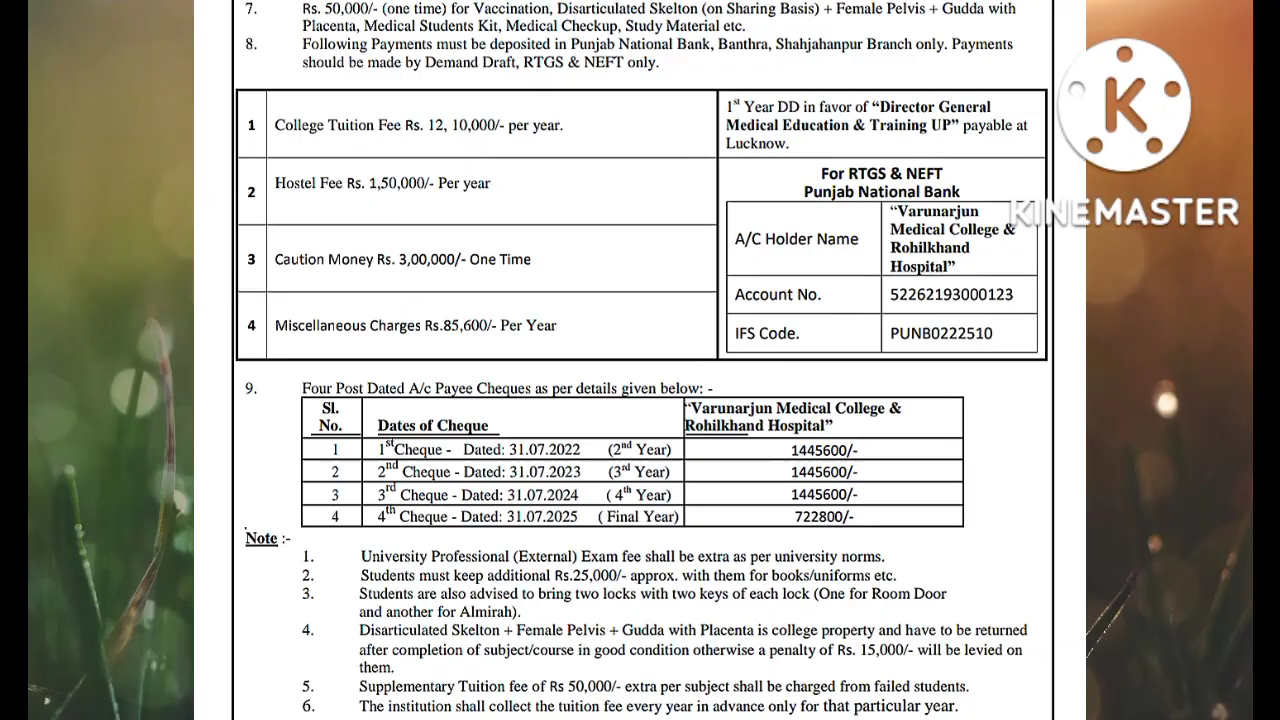 7. Rs. 50,000/- (one time) for Vaccination, Disarticulated Skelton (on Sharing Basis) + Female Pelvis + Gudda with
Placenta, Medical Students Kit, Medical Checkup, Study Material etc.
8. Following Payments must be deposited in Punjab National Bank, Banthra, Shahjahanpur Branch only. Payments
should be made by Demand Draft, RTGS & NEFT only.
1 College Tuition Fee Rs. 12, 10,000/- per year.
1st Year DD in favor of “Director General
Medical Education & Training UP” payable at
Lucknow.
2 Hostel Fee Rs. 1,50,000/- Per year
3 Caution Money Rs. 3,00,000/- One Time
4 Miscellaneous Charges Rs.85,600/- Per Year
For RTGS & NEFT
Punjab National Bank
A/C Holder Name
“Varunarjun
Medical College &
Rohilkhand
Hospital”
Account No. 52262193000123
IFS Code. PUNB0222510
K
KINEMASTER
9. Four Post Dated A/c Payee Cheques as per details given below: -
Sl.
No.
Dates of Cheque
“Varunarjun Medical College &
Rohilkhand Hospital”
1 1st Cheque - Dated: 31.07.2022 (2nd Year) 1445600/-
2 2nd Cheque - Dated: 31.07.2023 (3rd Year) 1445600/-
3 3rd Cheque - Dated: 31.07.2024 ( 4th Year) 1445600/-
4 4th Cheque - Dated: 31.07.2025 ( Final Year) 722800/-
Note :-
1. University Professional (External) Exam fee shall be extra as per university norms.
2. Students must keep additional Rs.25,000/- approx. with them for books/uniforms etc.
3. Students are also advised to bring two locks with two keys of each lock (One for Room Door
and another for Almirah).
4. Disarticulated Skelton + Female Pelvis + Gudda with Placenta is college property and have to be returned
after completion of subject/course in good condition otherwise a penalty of Rs. 15,000/- will be levied on
them.
5. Supplementary Tuition fee of Rs 50,000/- extra per subject shall be charged from failed students.
6. The institution shall collect the tuition fee every year in advance only for that particular year.